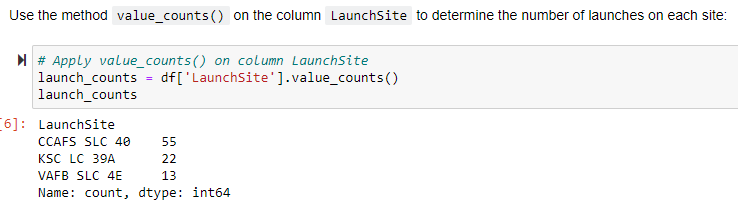 Use the method value_counts() on the column LaunchSite to determine the number of launches on each site:
# Apply value_counts() on column LaunchSite
launch_counts = df['LaunchSite'].value_counts()
launch_counts
[6]: LaunchSite
CCAFS SLC 40    55
KSC LC 39A      22
VAFB SLC 4E     13
Name: count, dtype: int64